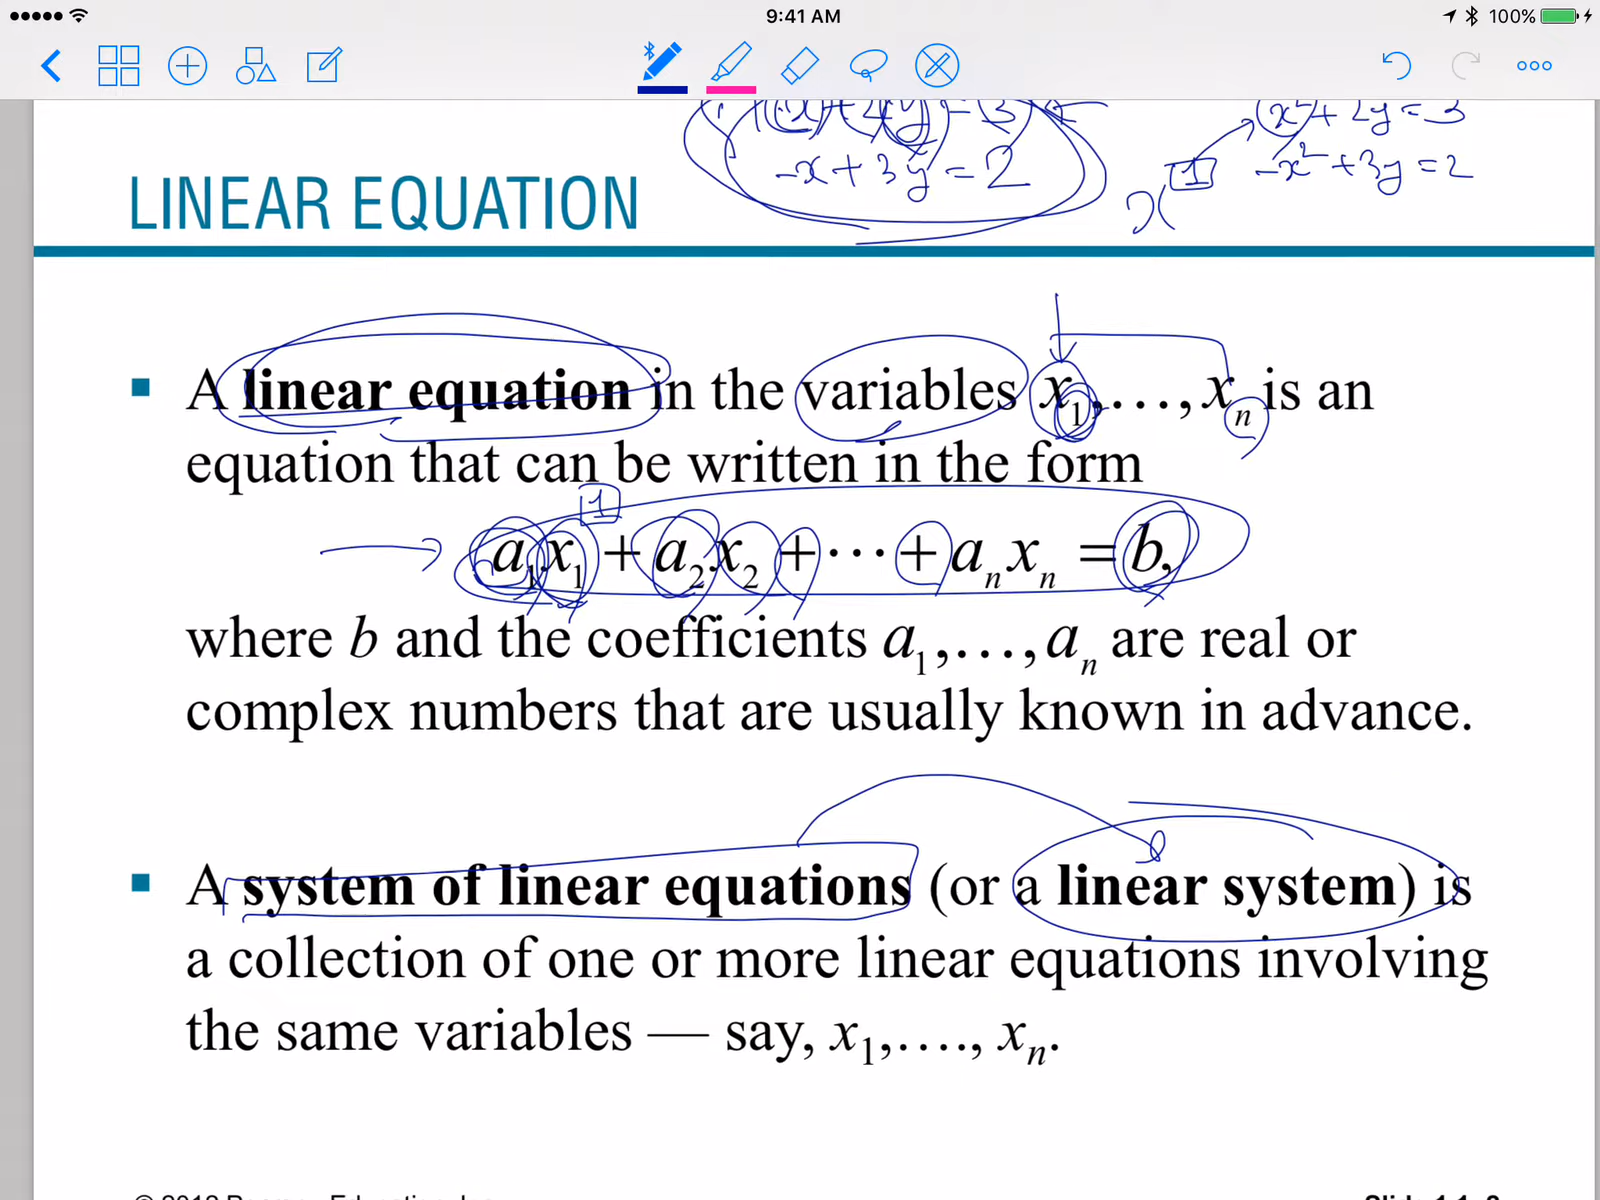 9:41 AM
100%
x² + 2y = 3
-x + 3y = 2
1
-x² + 3y = 2
LINEAR EQUATION
▪ A linear equation in the variables x₁,…,xₙ is an
equation that can be written in the form
1
a₁x₁ + a₂x₂ + ⋯ + aₙxₙ = b,
where b and the coefficients a₁,…,aₙ are real or
complex numbers that are usually known in advance.
▪ A system of linear equations (or a linear system) is
a collection of one or more linear equations involving
the same variables — say, x₁,…., xₙ.